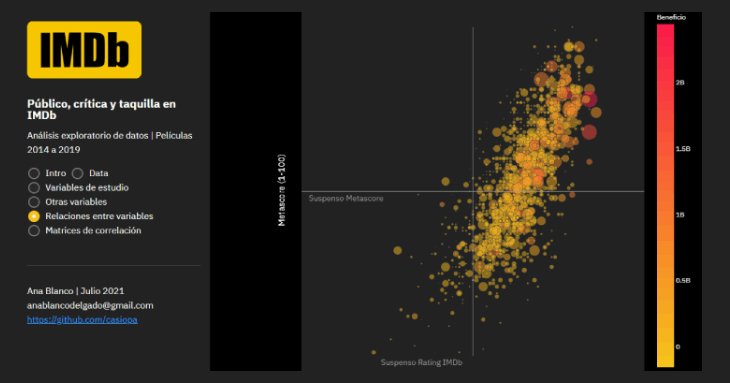 IMDb
Público, crítica y taquilla en
IMDb
Análisis exploratorio de datos | Películas
2014 a 2019
Intro Data
Variables de estudio
Otras variables
Relaciones entre variables
Matrices de correlación
Ana Blanco | Julio 2021
anablancodelgado@gmail.com
https://github.com/casiopa
Metascore (1-100)
Suspenso Metascore
Suspenso Rating IMDb
Beneficio
2B
1.5B
1B
0.5B
0